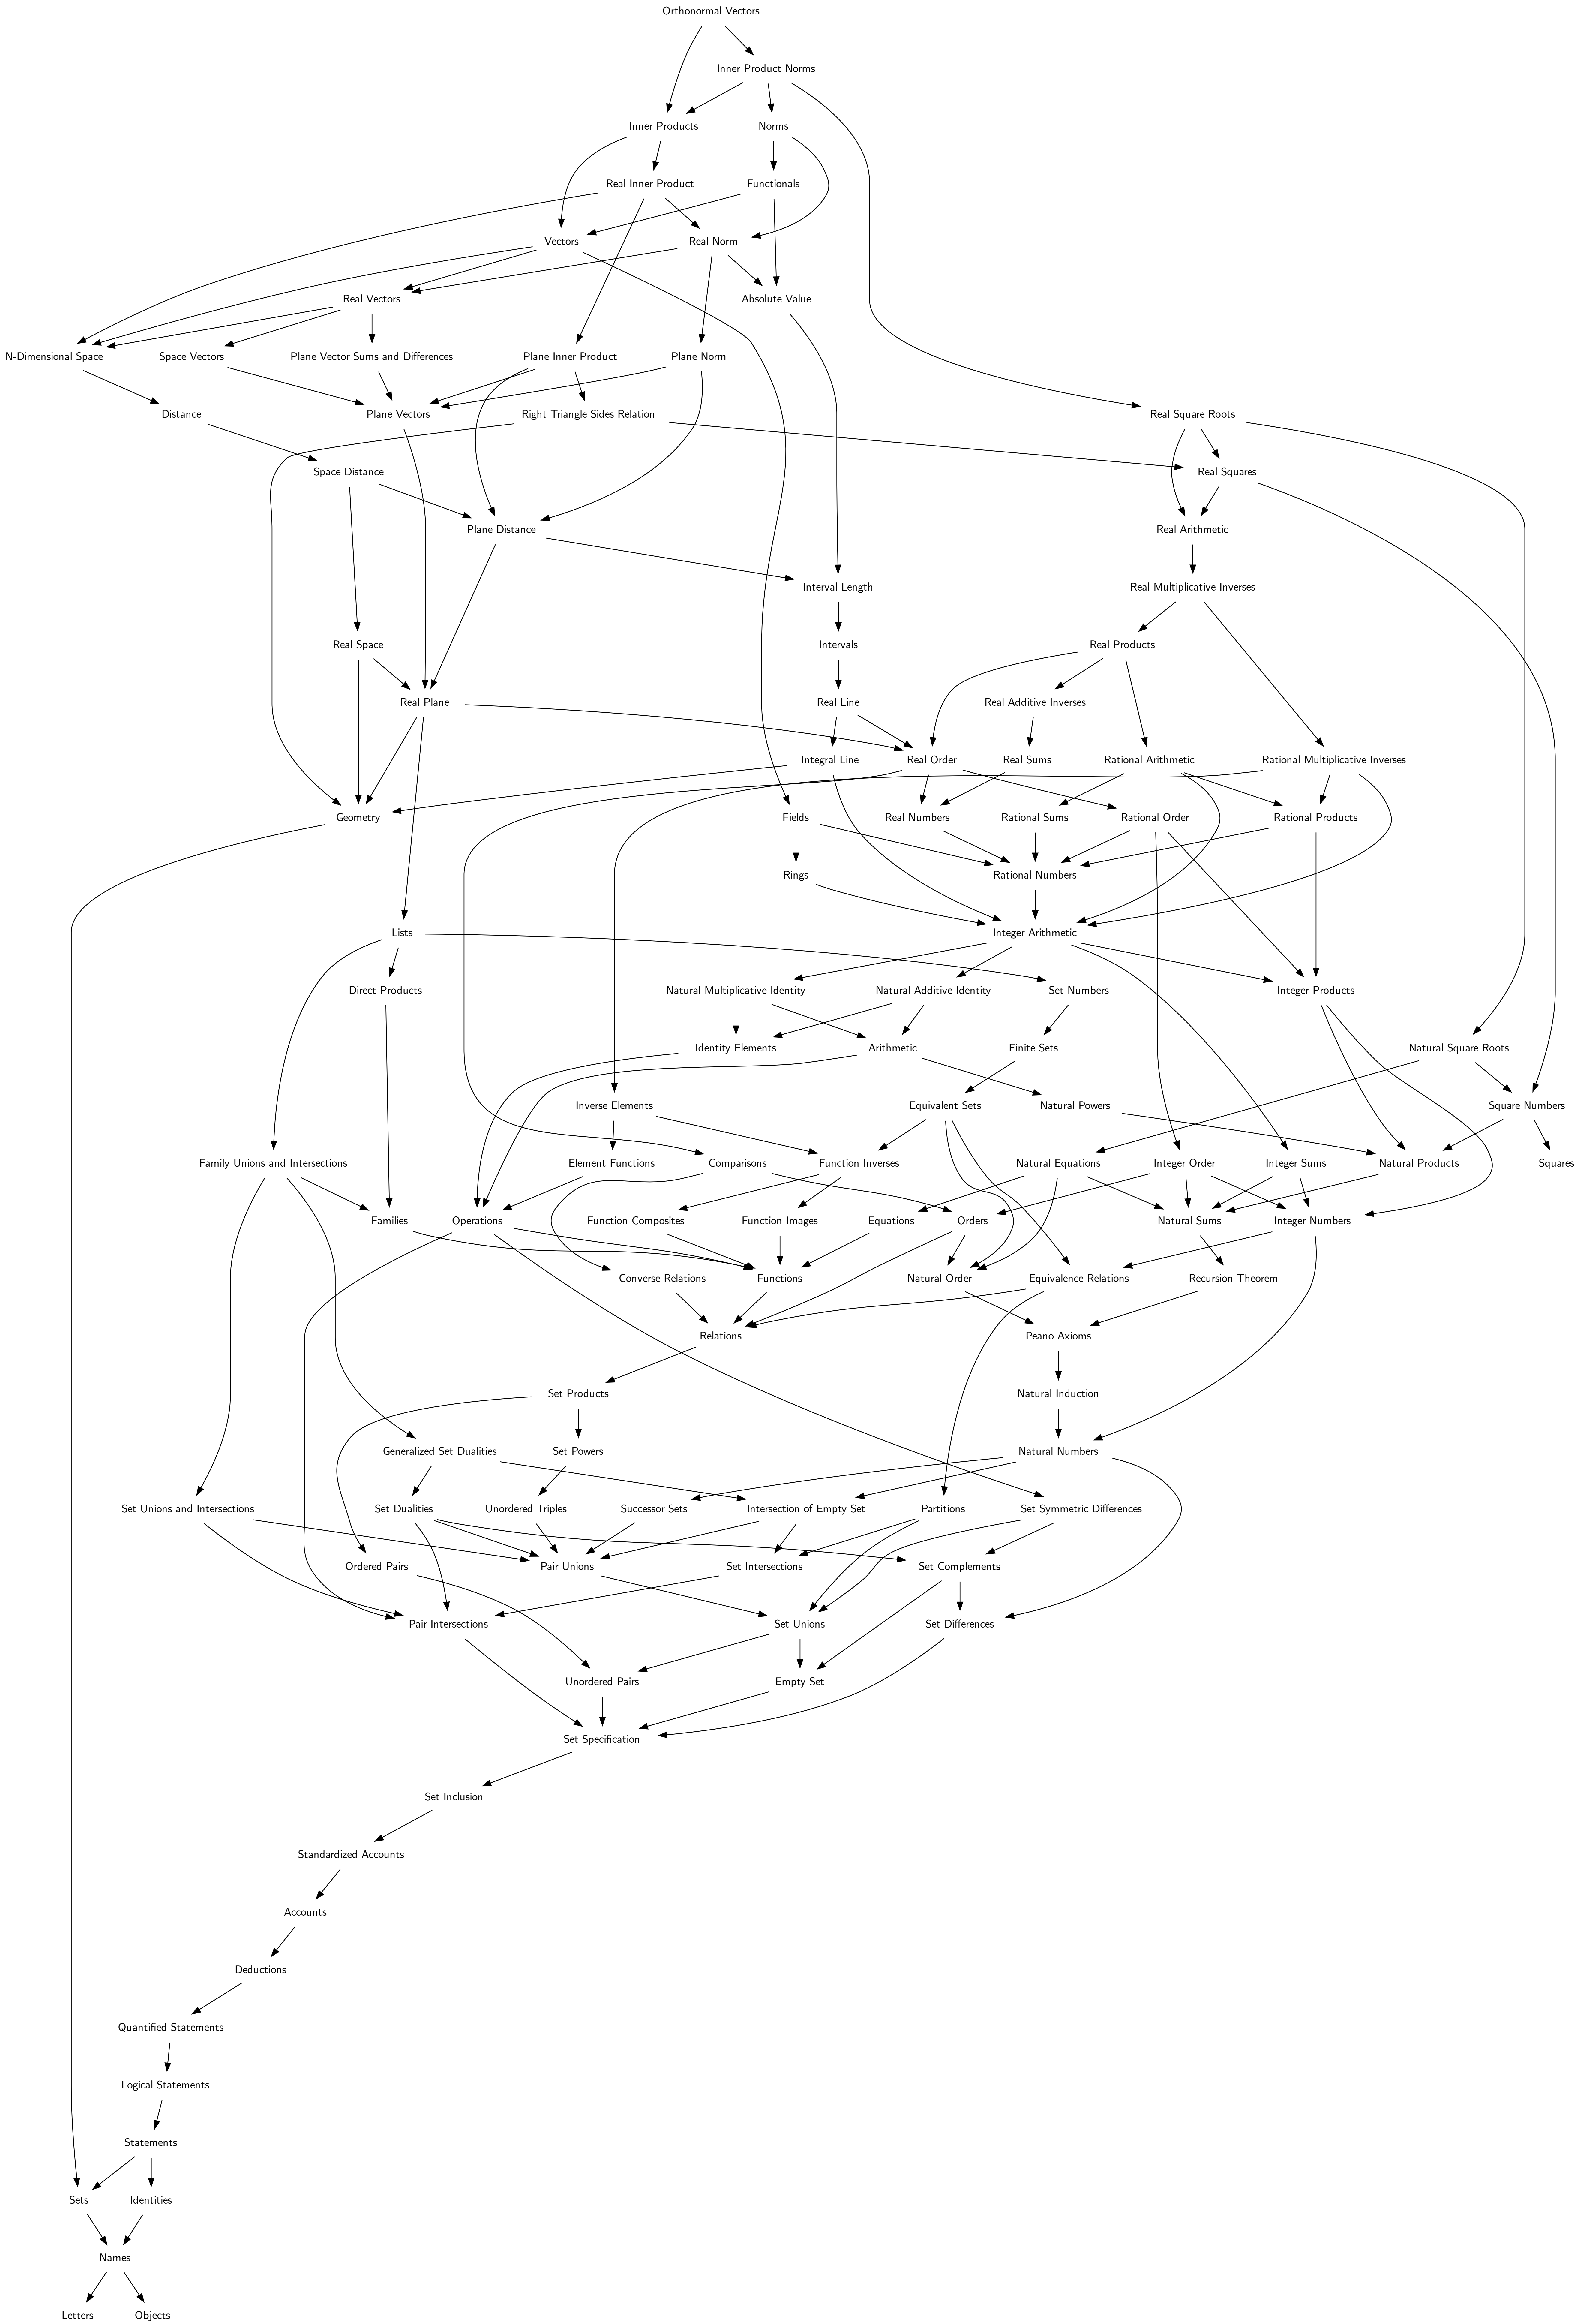 Orthonormal Vectors
Inner Product Norms
Inner Products
Norms
Real Inner Product
Functionals
Vectors
Real Norm
Real Vectors
Absolute Value
N-Dimensional Space
Space Vectors
Plane Vector Sums and Differences
Plane Inner Product
Plane Norm
Distance
Plane Vectors
Right Triangle Sides Relation
Real Square Roots
Space Distance
Real Squares
Plane Distance
Real Arithmetic
Interval Length
Real Multiplicative Inverses
Real Space
Intervals
Real Products
Real Plane
Real Line
Real Additive Inverses
Integral Line
Real Order
Real Sums
Rational Arithmetic
Rational Multiplicative Inverses
Geometry
Fields
Real Numbers
Rational Sums
Rational Order
Rational Products
Rings
Rational Numbers
Lists
Integer Arithmetic
Direct Products
Natural Multiplicative Identity
Natural Additive Identity
Set Numbers
Integer Products
Identity Elements
Arithmetic
Finite Sets
Natural Square Roots
Inverse Elements
Equivalent Sets
Natural Powers
Square Numbers
Family Unions and Intersections
Element Functions
Comparisons
Function Inverses
Natural Equations
Integer Order
Integer Sums
Natural Products
Squares
Families
Operations
Function Composites
Function Images
Equations
Orders
Natural Sums
Integer Numbers
Converse Relations
Functions
Natural Order
Equivalence Relations
Recursion Theorem
Relations
Peano Axioms
Set Products
Natural Induction
Generalized Set Dualities
Set Powers
Natural Numbers
Set Unions and Intersections
Set Dualities
Unordered Triples
Successor Sets
Intersection of Empty Set
Partitions
Set Symmetric Differences
Ordered Pairs
Pair Unions
Set Intersections
Set Complements
Pair Intersections
Set Unions
Set Differences
Unordered Pairs
Empty Set
Set Specification
Set Inclusion
Standardized Accounts
Accounts
Deductions
Quantified Statements
Logical Statements
Statements
Sets
Identities
Names
Letters
Objects